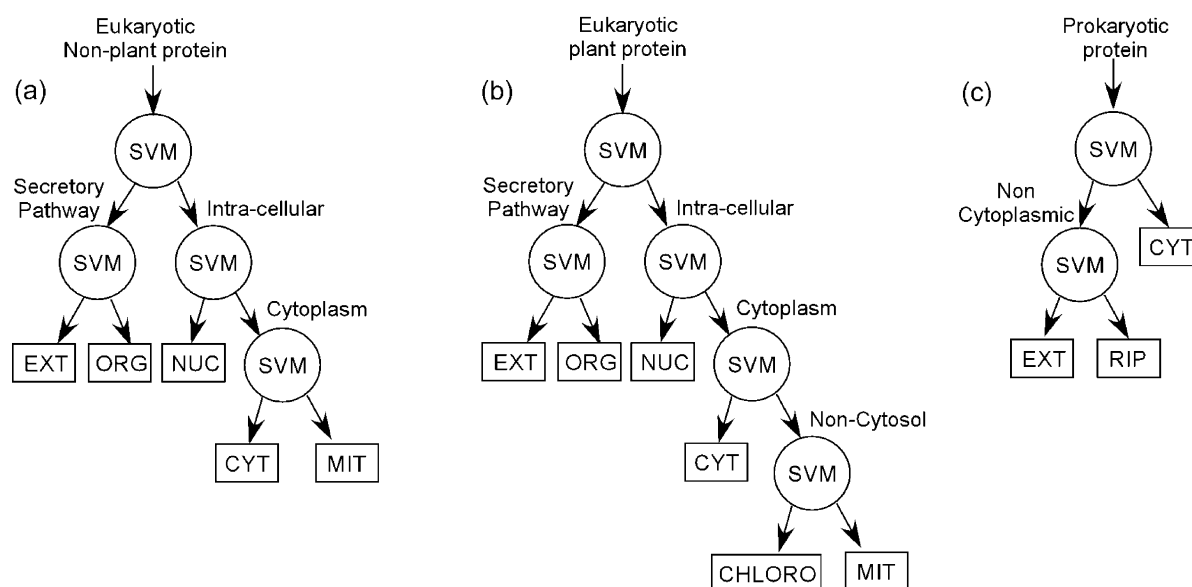 Eukaryotic
Non-plant protein
(a)
SVM
Secretory
Pathway
Intra-cellular
SVM
SVM
Cytoplasm
EXT
ORG
NUC
SVM
CYT
MIT
Eukaryotic
plant protein
(b)
SVM
Secretory
Pathway
Intra-cellular
SVM
SVM
Cytoplasm
EXT
ORG
NUC
SVM
Non-Cytosol
CYT
SVM
CHLORO
MIT
Prokaryotic
protein
(c)
SVM
Non
Cytoplasmic
CYT
SVM
EXT
RIP